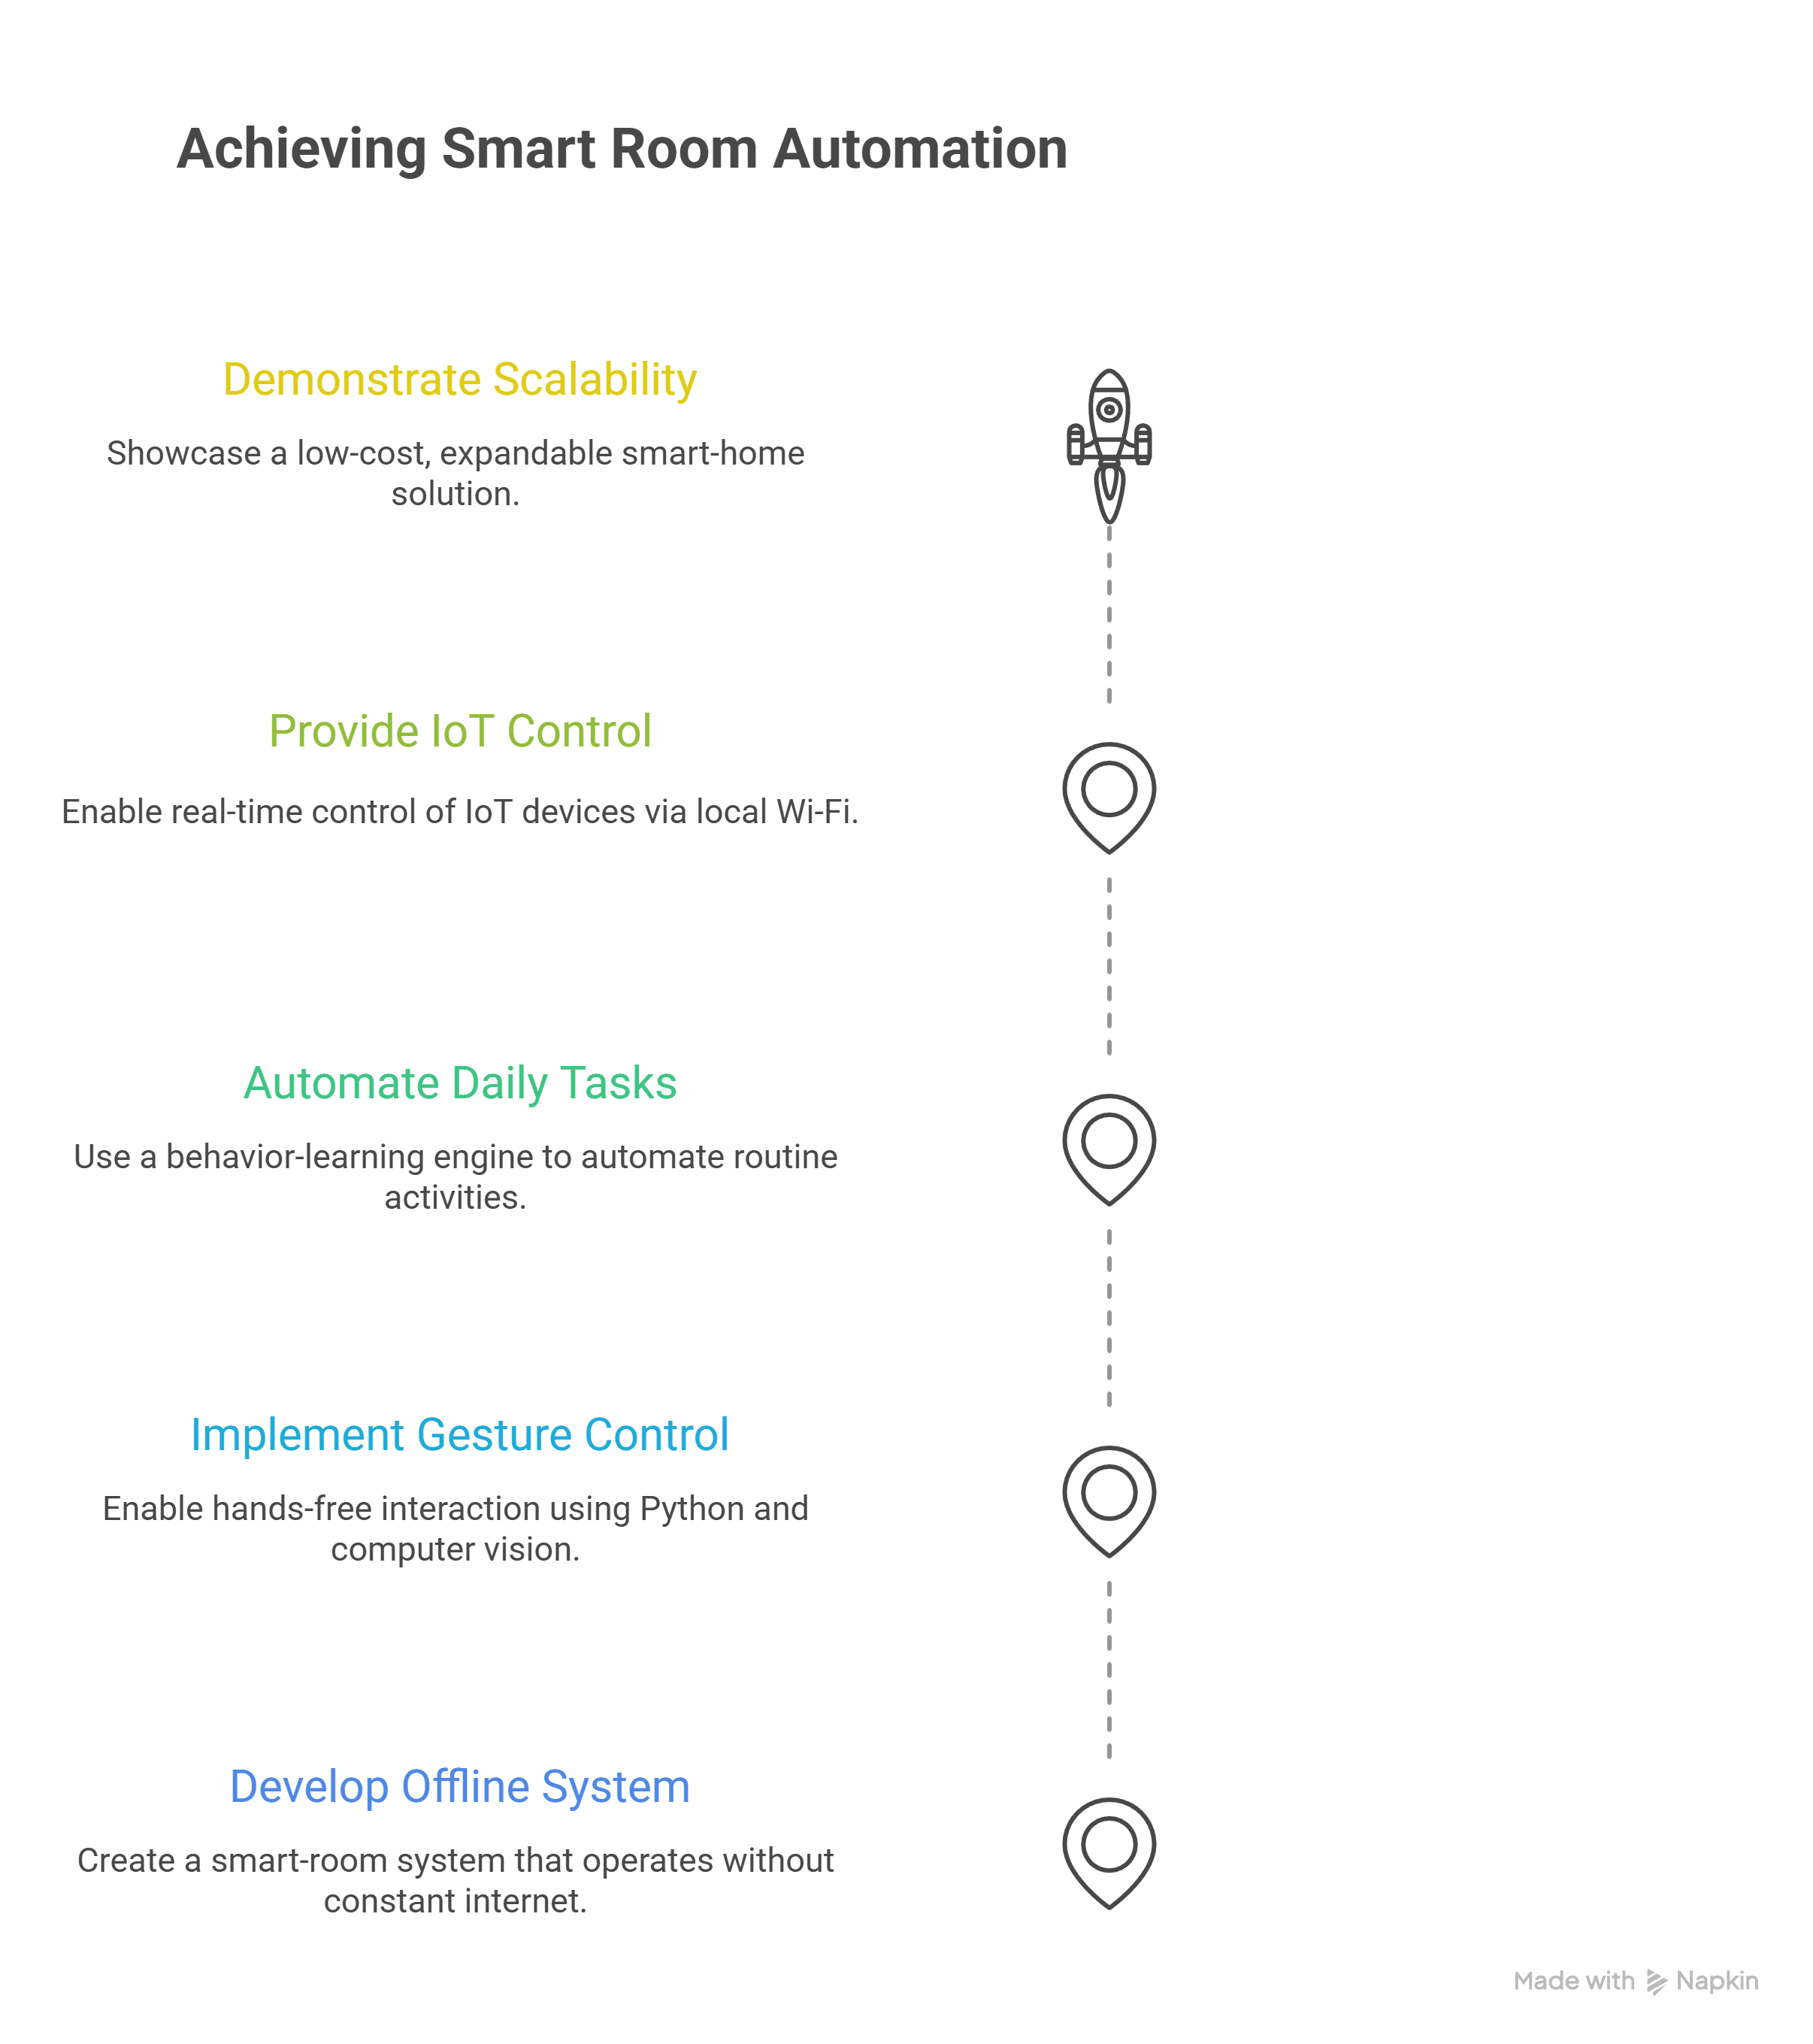 Achieving Smart Room Automation
Demonstrate Scalability
Showcase a low-cost, expandable smart-home
solution.
Provide IoT Control
Enable real-time control of IoT devices via local Wi-Fi.
Automate Daily Tasks
Use a behavior-learning engine to automate routine
activities.
Implement Gesture Control
Enable hands-free interaction using Python and
computer vision.
Develop Offline System
Create a smart-room system that operates without
constant internet.
Made with Napkin